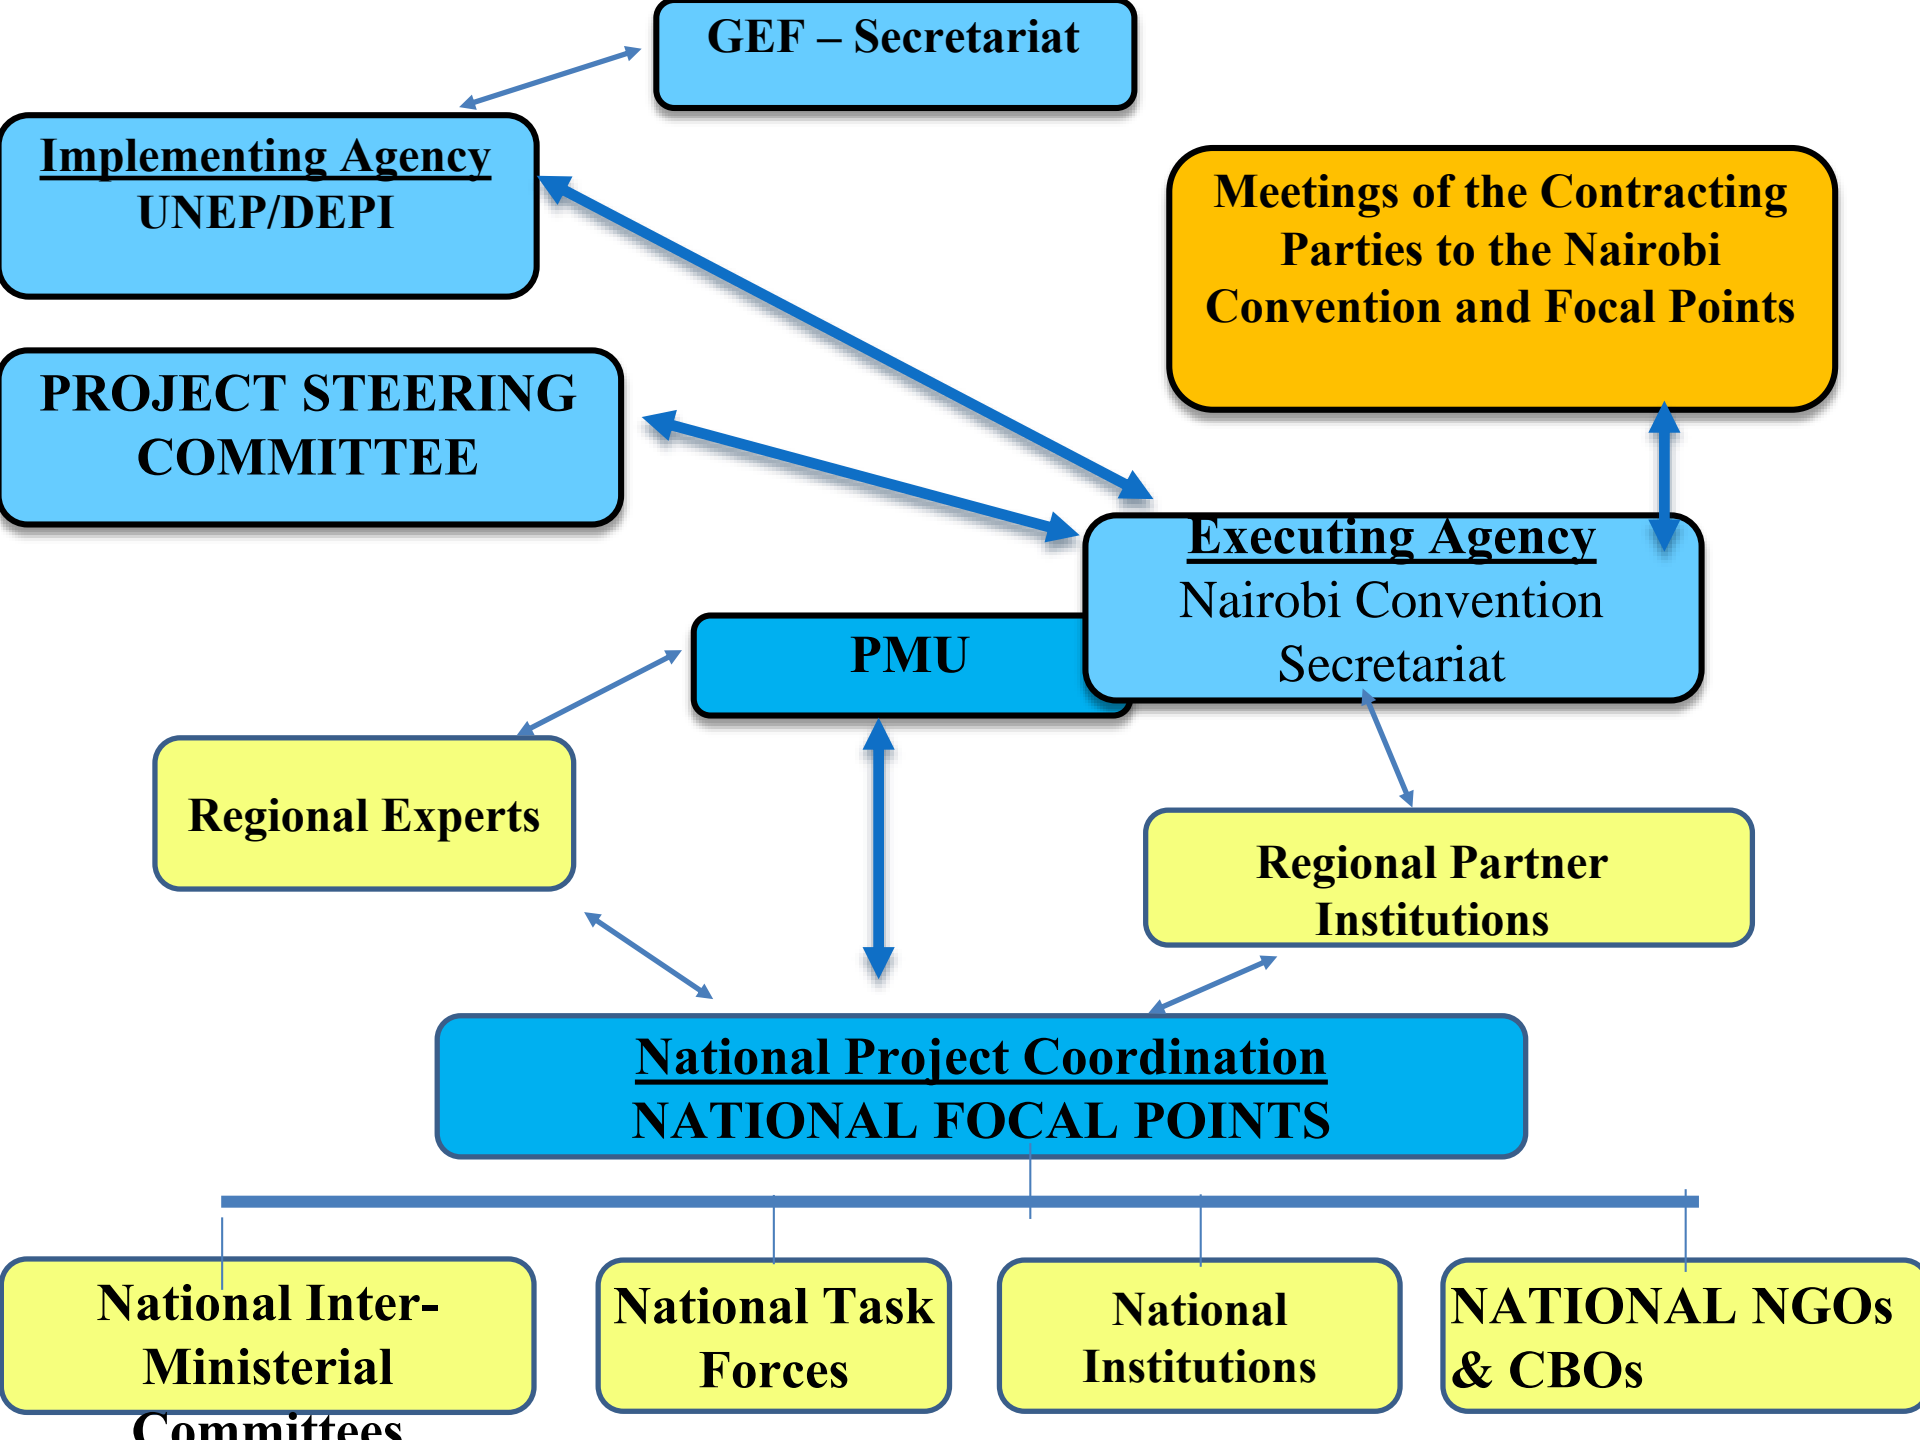 GEF – Secretariat
Implementing Agency
UNEP/DEPI
Meetings of the Contracting
Parties to the Nairobi
Convention and Focal Points
PROJECT STEERING
COMMITTEE
Executing Agency
Nairobi Convention
Secretariat
PMU
Regional Experts
Regional Partner
Institutions
National Project Coordination
NATIONAL FOCAL POINTS
National Inter-
Ministerial
Committees
National Task
Forces
National
Institutions
NATIONAL NGOs
& CBOs